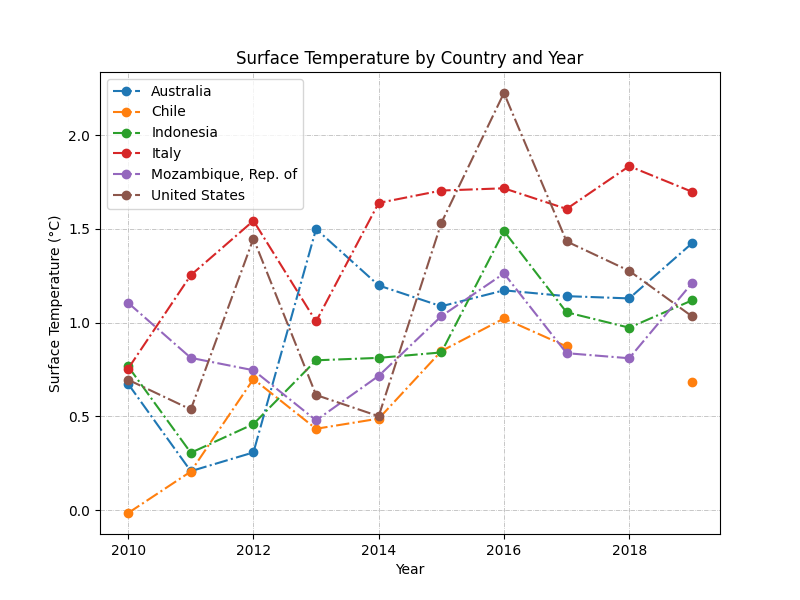 Surface Temperature by Country and Year
Australia
Chile
Indonesia
Italy
Mozambique, Rep. of
United States
Surface Temperature (°C)
2.0
1.5
1.0
0.5
0.0
2010 2012 2014 2016 2018
Year